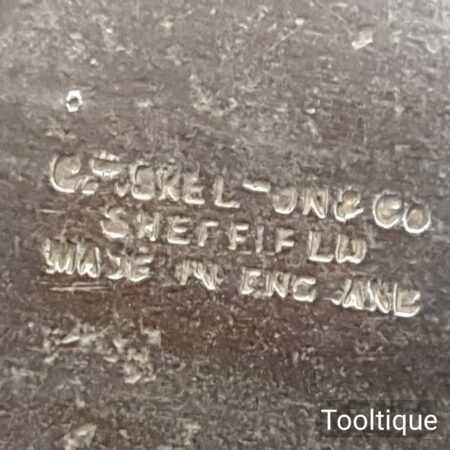 & CO
SHEFFIELD
MADE IN ENGLAND
Tooltique